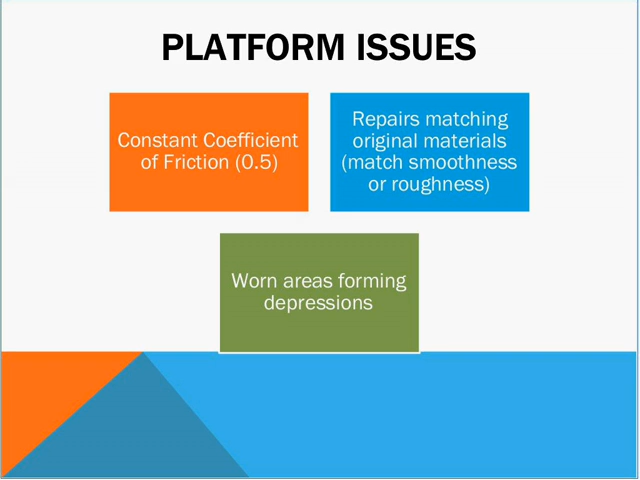 PLATFORM ISSUES
Constant Coefficient
of Friction (0.5)
Repairs matching
original materials
(match smoothness
or roughness)
Worn areas forming
depressions